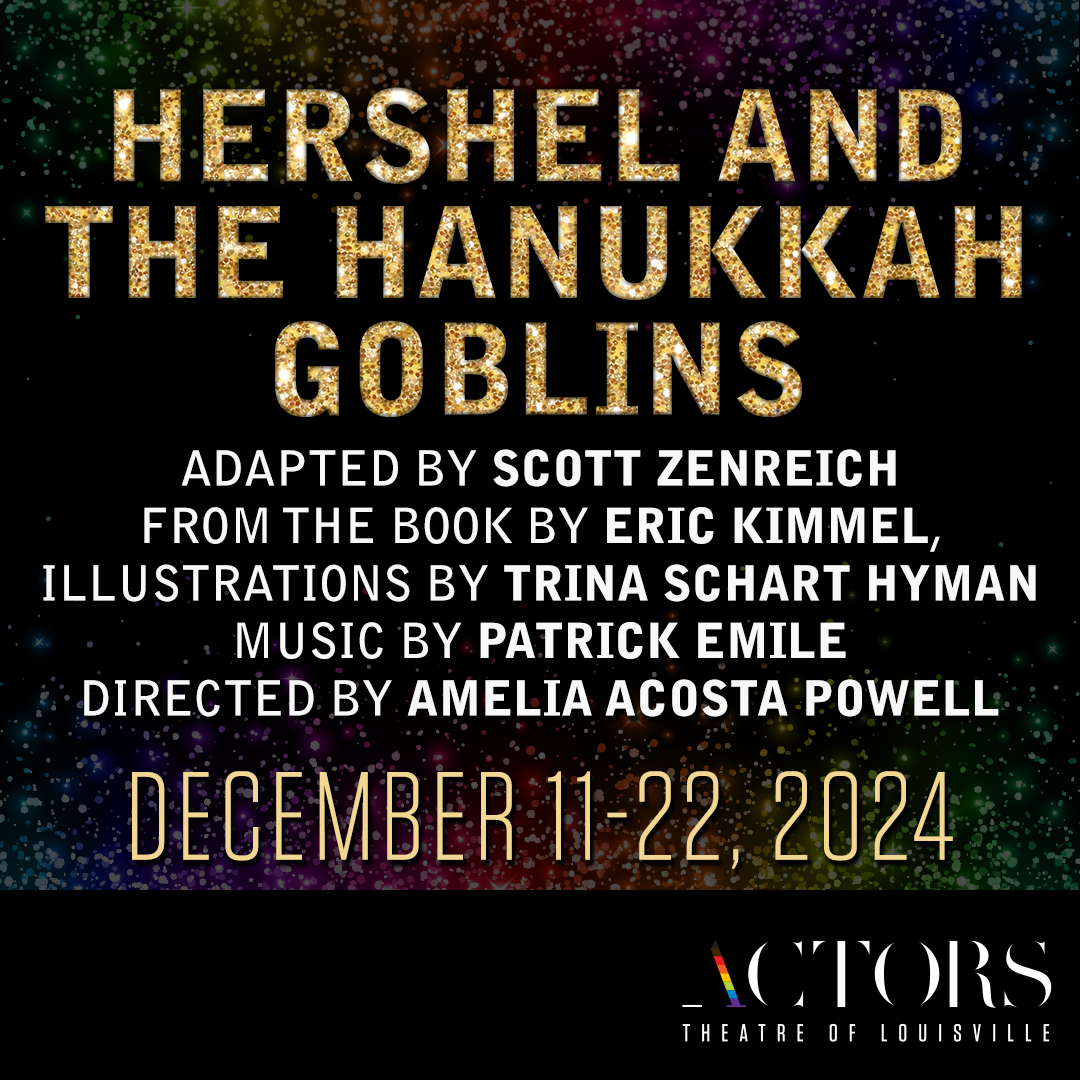 HERSHEL AND
THE HANUKKAH
GOBLINS
ADAPTED BY SCOTT ZENREICH
FROM THE BOOK BY ERIC KIMMEL,
ILLUSTRATIONS BY TRINA SCHART HYMAN
MUSIC BY PATRICK EMILE
DIRECTED BY AMELIA ACOSTA POWELL
DECEMBER 11-22, 2024
ACTORS
THEATRE OF LOUISVILLE